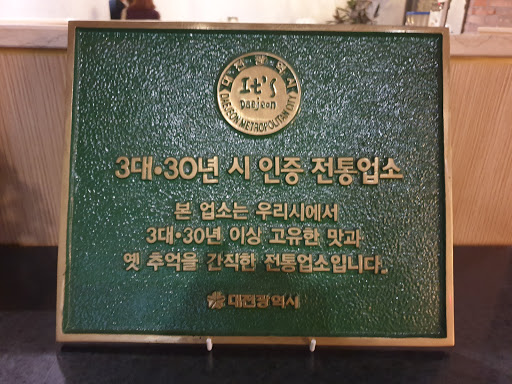 대전광역시
It's
Daejeon
DAEJEON METROPOLITAN CITY
3대·30년 시 인증 전통업소
본 업소는 우리시에서
3대·30년 이상 고유한 맛과
옛 추억을 간직한 전통업소입니다.
대전광역시